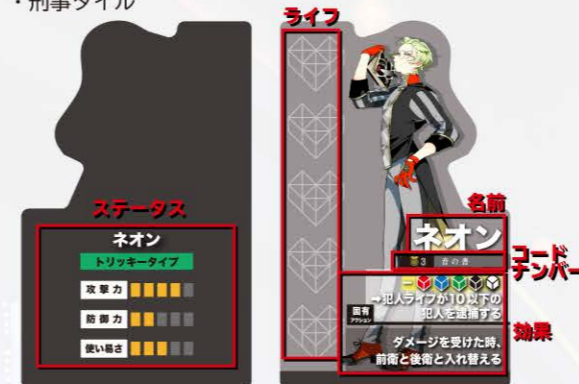 ・刑事タイル
ライフ
ステータス
ネオン
トリッキータイプ
攻撃力
防御力
使い易さ
名前
ネオン
3
コード
ナンバー
→犯人ライフが10以下の
犯人を逮捕する
固有
アクション
効果
ダメージを受けた時、
前衛と後衛と入れ替える